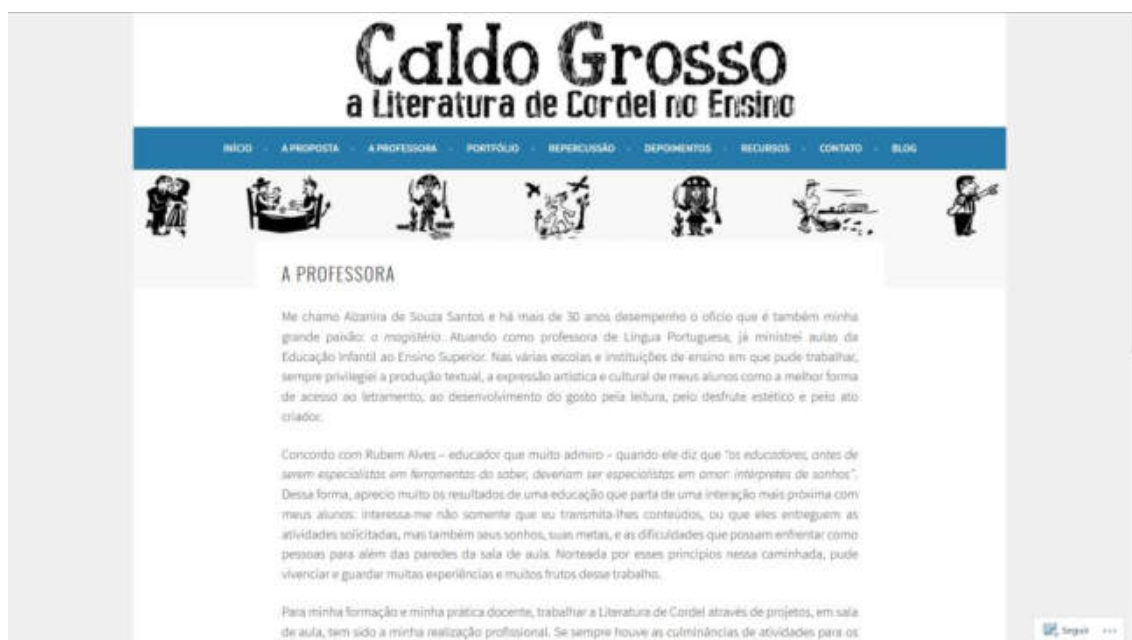 Caldo Grosso
a Literatura de Cordel no Ensino
INÍCIO A PROPOSTA A PROFESSORA PORTFÓLIO REPERCUSSÃO DEPOIMENTOS RECURSOS CONTATO BLOG
A PROFESSORA
Me chamo Alzanira de Souza Santos e há mais de 30 anos desempenho o ofício que é também minha
grande paixão: o magistério. Atuando como professora de Língua Portuguesa, já ministrei aulas da
Educação Infantil ao Ensino Superior. Nas várias escolas e instituições de ensino em que pude trabalhar,
sempre privilegiei a produção textual, a expressão artística e cultural de meus alunos como a melhor forma
de acesso ao letramento, ao desenvolvimento do gosto pela leitura, pelo desfrute estético e pelo ato
criador.
Concordo com Rubem Alves – educador que muito admiro – quando ele diz que "os educadores, antes de
serem especialistas em ferramentas do saber, deveriam ser especialistas em amor: intérpretes de sonhos".
Dessa forma, aprecio muito os resultados de uma educação que parta de uma interação mais próxima com
meus alunos: interessa-me não somente que eu transmita-lhes conteúdos, ou que eles entreguem as
atividades solicitadas, mas também seus sonhos, suas metas, e as dificuldades que possam enfrentar como
pessoas para além das paredes da sala de aula. Norteada por esses princípios nessa caminhada, pude
vivenciar e guardar muitas experiências e muitos frutos desse trabalho.
Para minha formação e minha prática docente, trabalhar a Literatura de Cordel através de projetos, em sala
de aula, tem sido a minha realização profissional. Se sempre houve as culminâncias de atividades para os
Seguir